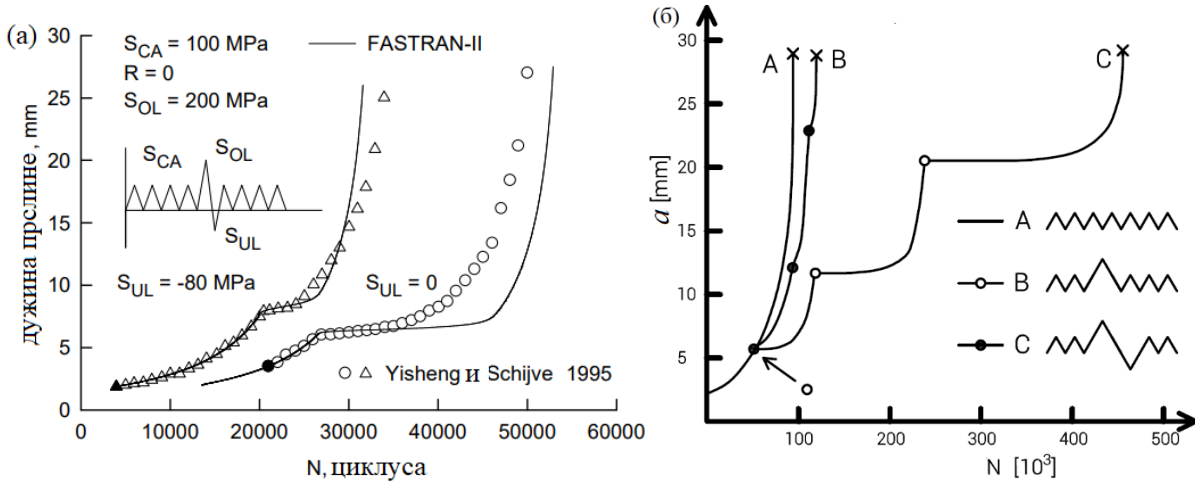 (а)
S_CA = 100 MPa
R = 0
S_OL = 200 MPa
FASTRAN-II
S_CA
S_OL
S_UL
S_UL = -80 MPa
S_UL = 0
Yisheng и Schijve 1995
дужина прслине, mm
30
25
20
15
10
5
0
0 10000 20000 30000 40000 50000 60000
N, циклуса
(б)
30
25
20
15
10
5
a [mm]
A
B
C
A
B
C
100 200 300 400 500
N [10³]